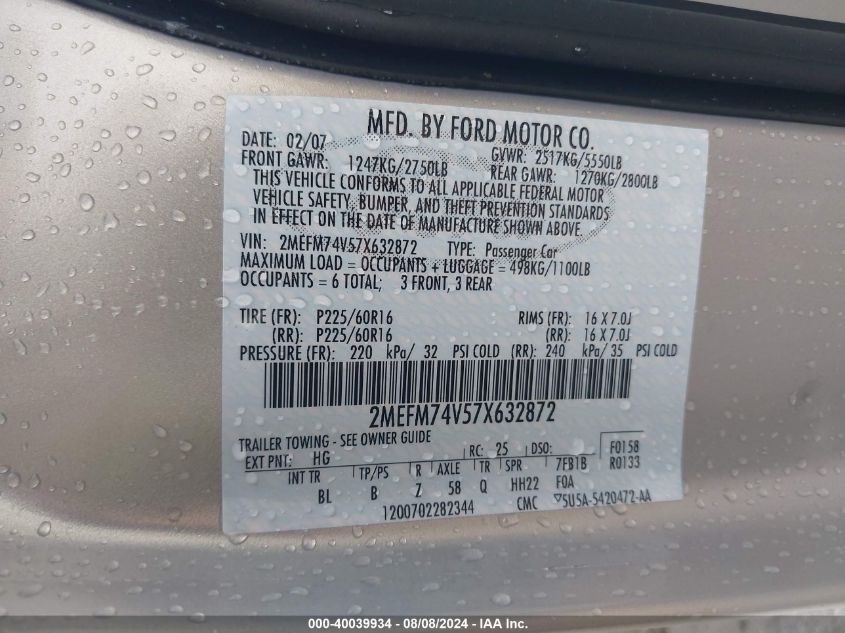 MFD. BY FORD MOTOR CO.
DATE: 02/07 GVWR: 2517KG/5550LB
FRONT GAWR: 1247KG/2750LB REAR GAWR: 1270KG/2800LB
THIS VEHICLE CONFORMS TO ALL APPLICABLE FEDERAL MOTOR
VEHICLE SAFETY, BUMPER, AND THEFT PREVENTION STANDARDS
IN EFFECT ON THE DATE OF MANUFACTURE SHOWN ABOVE.
VIN: 2MEFM74V57X632872 TYPE: Passenger Car
MAXIMUM LOAD = OCCUPANTS + LUGGAGE = 498KG/1100LB
OCCUPANTS = 6 TOTAL; 3 FRONT, 3 REAR
TIRE (FR): P225/60R16 RIMS (FR): 16 X 7.0J
(RR): P225/60R16 (RR): 16 X 7.0J
PRESSURE (FR): 220 kPa/ 32 PSI COLD (RR): 240 kPa/ 35 PSI COLD
2MEFM74V57X632872
TRAILER TOWING - SEE OWNER GUIDE
EXT PNT: HG RC: 25 DSO: F0158
INT TR TP/PS R AXLE TR SPR 7FB1B R0133
BL B Z 58 Q HH22 FOA
1200702282344 CMC ▽5U5A-5420472-AA
000-40039934 - 08/08/2024 - IAA Inc.